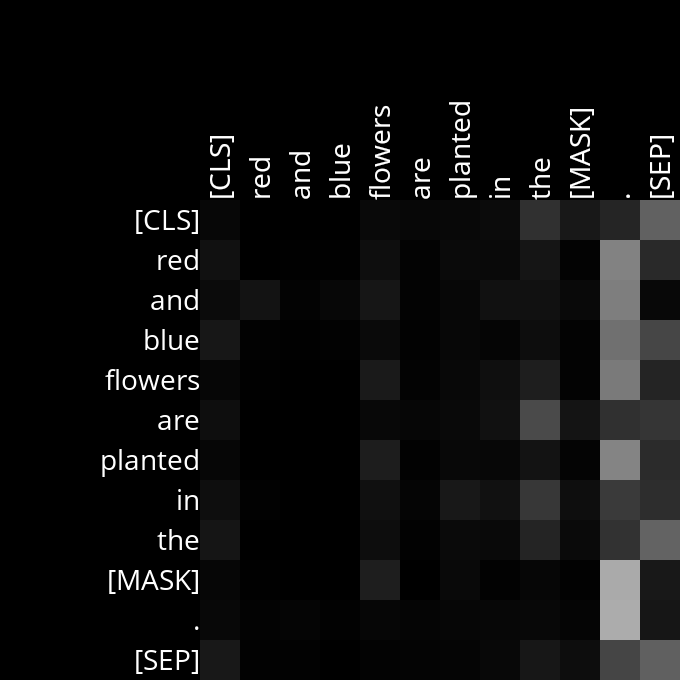 [CLS] red and blue flowers are planted in the [MASK] . [SEP]
[CLS]
red
and
blue
flowers
are
planted
in
the
[MASK]
.
[SEP]